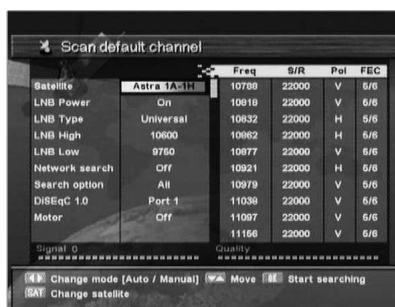 Scan default channel
Freq S/R Pol FEC
Satellite Astra 1A-1H 10788 22000 V 5/6
LNB Power On 10818 22000 V 5/6
LNB Type Universal 10832 22000 H 5/6
LNB High 10600 10862 22000 H 5/6
LNB Low 9750 10877 22000 V 5/6
Network search Off 10921 22000 H 5/6
Search option All 10979 22000 V 5/6
DiSEqC 1.0 Port 1 11038 22000 V 5/6
Motor Off 11097 22000 V 5/6
11156 22000 V 5/6
Signal 0 Quality
Change mode [Auto / Manual] Move OK Start searching
SAT Change satellite